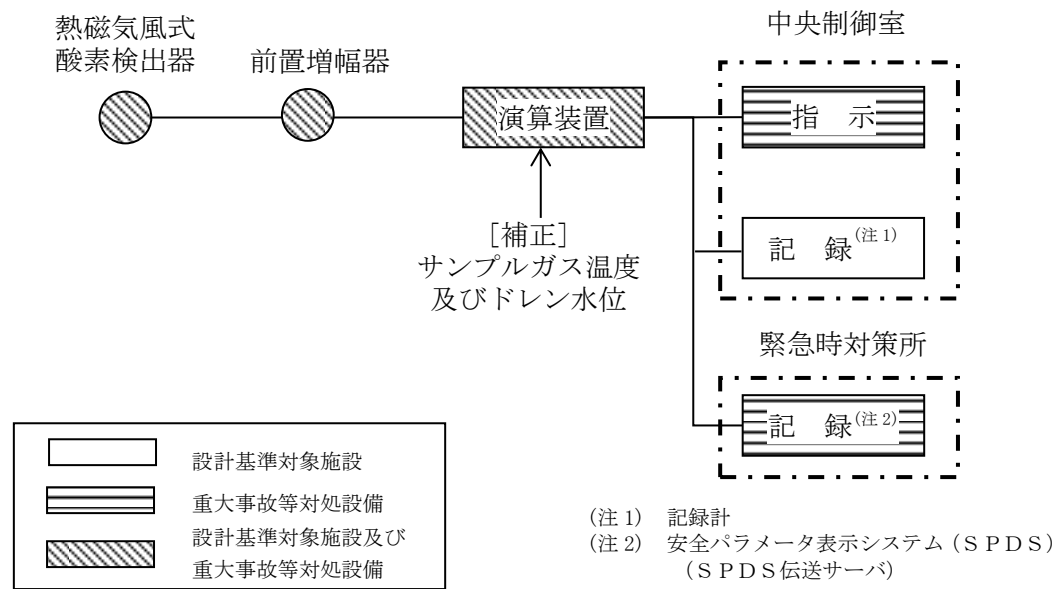 熱磁気風式
酸素検出器
前置増幅器
中央制御室
演算装置
指 示
[補正]
サンプルガス温度
及びドレン水位
記 録(注1)
緊急時対策所
記 録(注2)
設計基準対象施設
重大事故等対処設備
設計基準対象施設及び
重大事故等対処設備
(注1) 記録計
(注2) 安全パラメータ表示システム(SPDS)
(SPDS伝送サーバ)